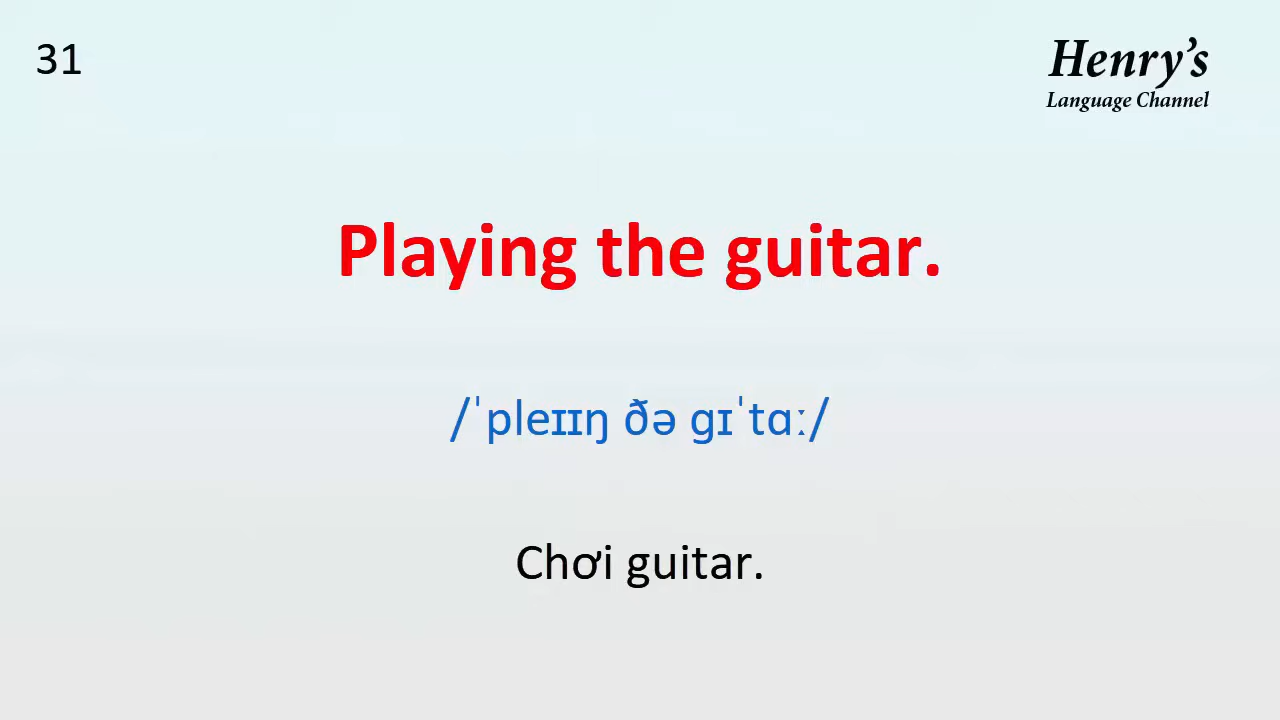 31
Henry's
Language Channel
Playing the guitar.
/ˈpleɪɪŋ ðə ɡɪˈtɑː/
Chơi guitar.